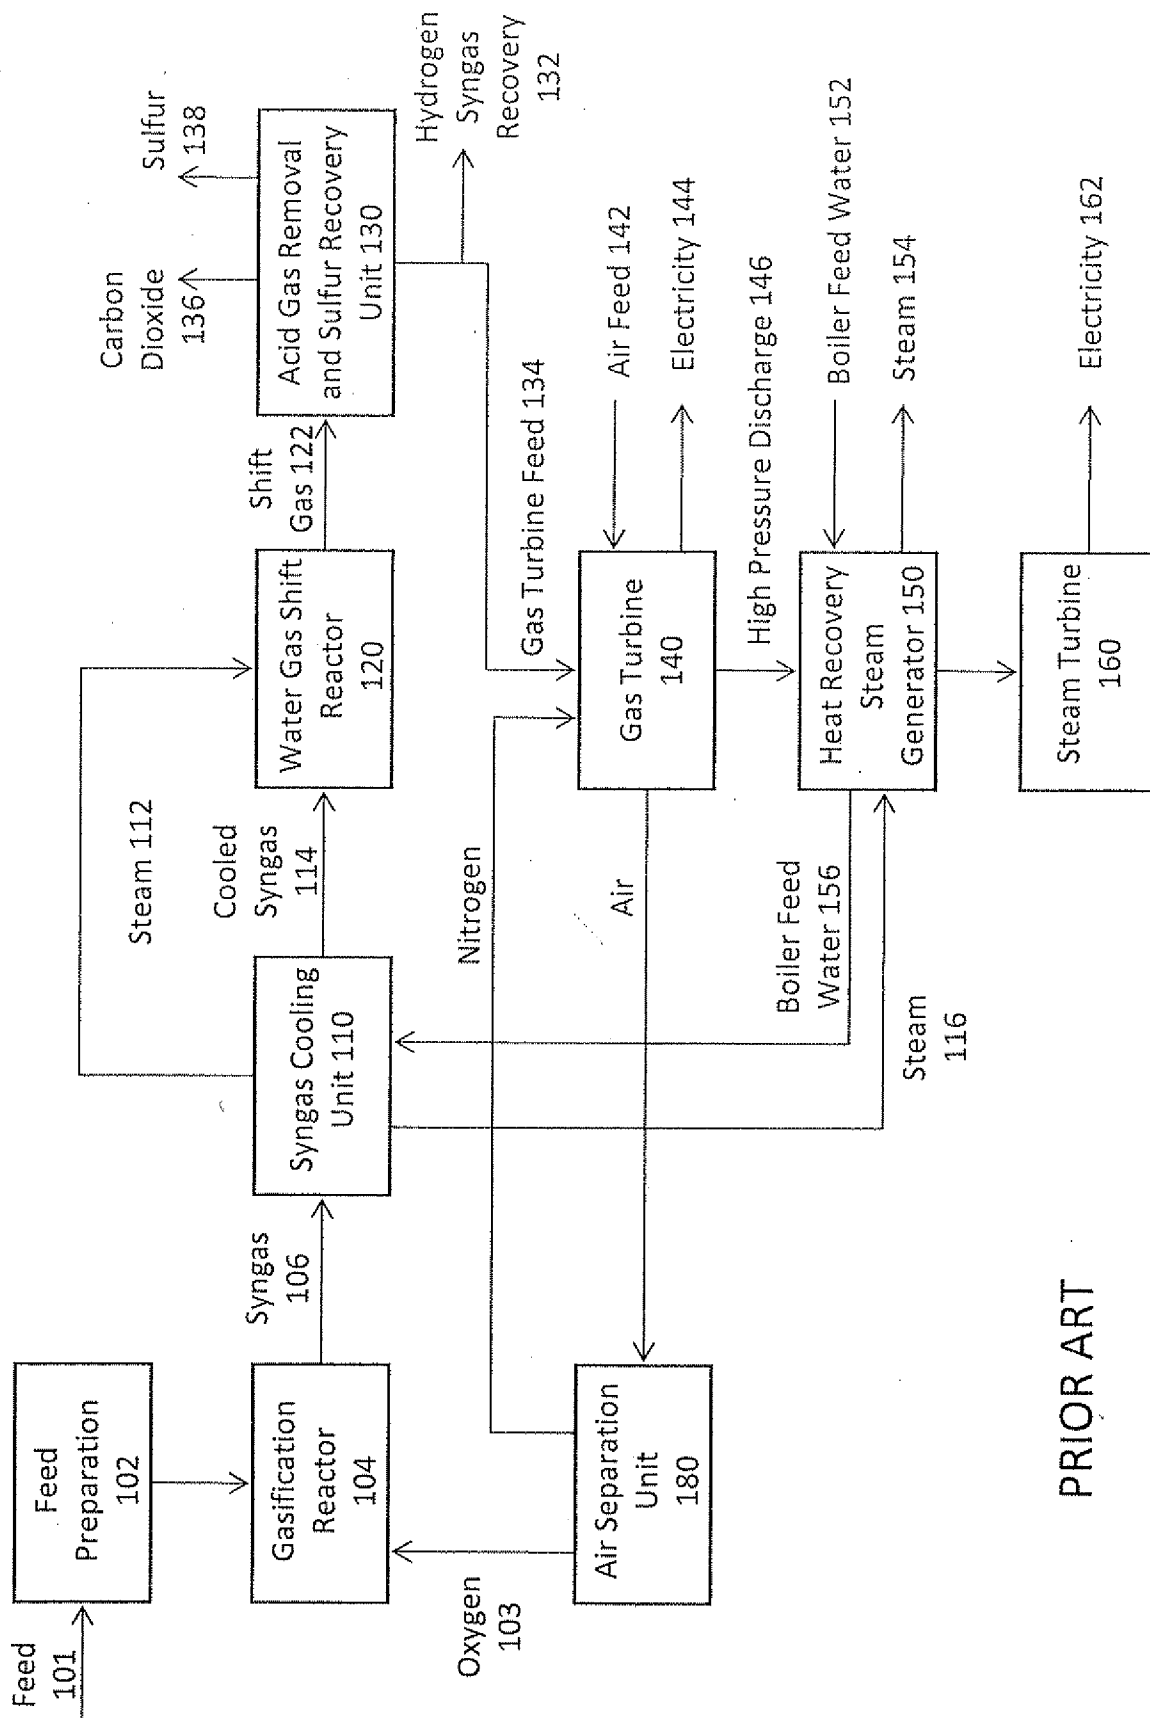 Feed
101
Feed
Preparation
102
Gasification
Reactor
104
Oxygen
103
Air Separation
Unit
180
Syngas
106
Syngas Cooling
Unit 110
Steam 112
Cooled
Syngas
114
Water Gas Shift
Reactor
120
Shift
Gas 122
Acid Gas Removal
and Sulfur Recovery
Unit 130
Carbon
Dioxide
136
Sulfur
138
Hydrogen
Syngas
Recovery
132
Gas Turbine Feed 134
Nitrogen
Air
Gas Turbine
140
Air Feed 142
Electricity 144
High Pressure Discharge 146
Boiler Feed
Water 156
Steam
116
Heat Recovery
Steam
Generator 150
Boiler Feed Water 152
Steam 154
Steam Turbine
160
Electricity 162
PRIOR ART